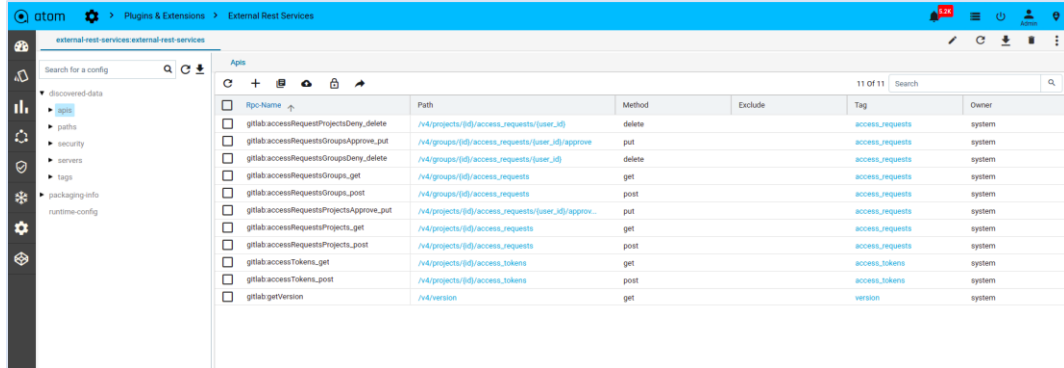 atom > Plugins & Extensions > External Rest Services 5.2K Admin
external-rest-services:external-rest-services
Search for a config
discovered-data
apis
paths
security
servers
tags
packaging-info
runtime-config
Apis
11 Of 11 Search
Rpc-Name Path Method Exclude Tag Owner
gitlab:accessRequestProjectsDeny_delete /v4/projects/{id}/access_requests/{user_id} delete access_requests system
gitlab:accessRequestsGroupsApprove_put /v4/groups/{id}/access_requests/{user_id}/approve put access_requests system
gitlab:accessRequestsGroupsDeny_delete /v4/groups/{id}/access_requests/{user_id} delete access_requests system
gitlab:accessRequestsGroups_get /v4/groups/{id}/access_requests get access_requests system
gitlab:accessRequestsGroups_post /v4/groups/{id}/access_requests post access_requests system
gitlab:accessRequestsProjectsApprove_put /v4/projects/{id}/access_requests/{user_id}/approv... put access_requests system
gitlab:accessRequestsProjects_get /v4/projects/{id}/access_requests get access_requests system
gitlab:accessRequestsProjects_post /v4/projects/{id}/access_requests post access_requests system
gitlab:accessTokens_get /v4/projects/{id}/access_tokens get access_tokens system
gitlab:accessTokens_post /v4/projects/{id}/access_tokens post access_tokens system
gitlab:getVersion /v4/version get version system